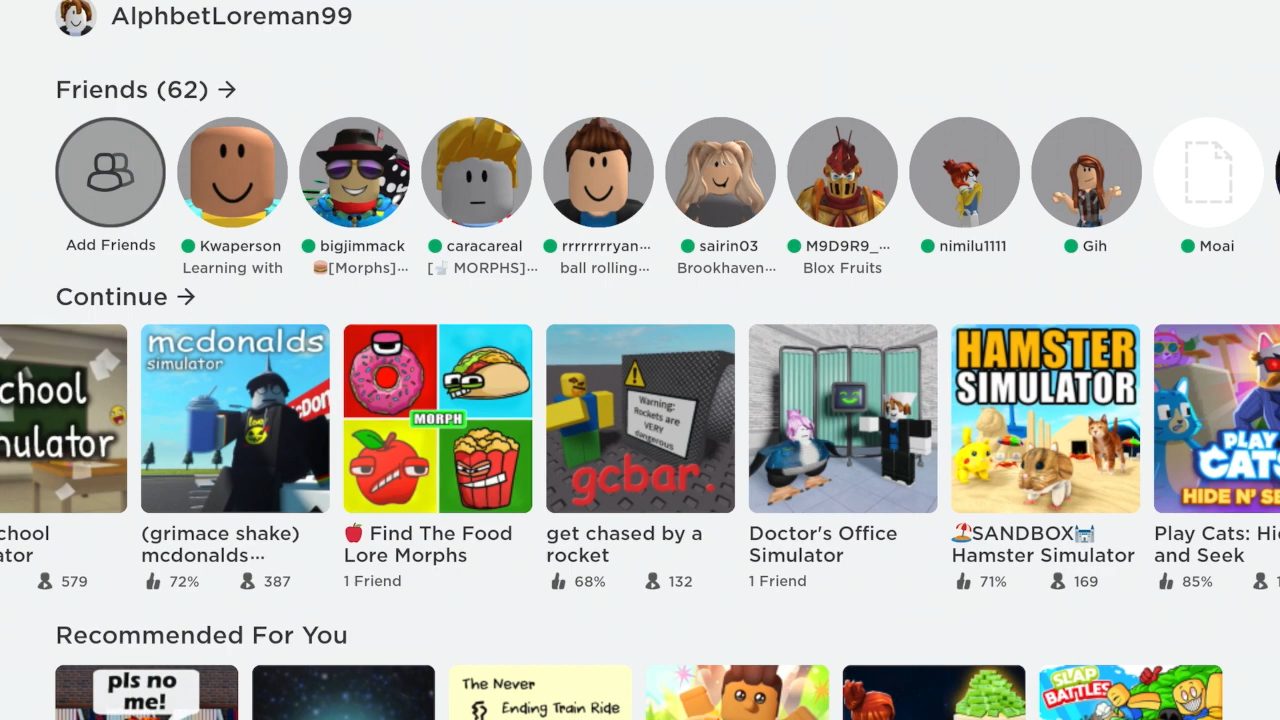 AlphbetLoreman99
Friends (62) →
Add Friends
Kwaperson
Learning with
bigjimmack
🍔[Morphs]...
caracareal
[🚽 MORPHS]...
rrrrrrrryan...
ball rolling...
sairin03
Brookhaven...
M9D9R9_...
Blox Fruits
nimilu1111
Gih
Moai
Continue →
chool
nulator
mcdonalds
simulator
MORPH
Warning:
Rockets are
VERY
dangerous
gcbar.
HAMSTER
SIMULATOR
PLAY
CATS
HIDE N' SE
chool
ator
579
(grimace shake)
mcdonalds...
72% 387
🍎 Find The Food
Lore Morphs
1 Friend
get chased by a
rocket
68% 132
Doctor's Office
Simulator
1 Friend
🏖️SANDBOX🏰
Hamster Simulator
71% 169
Play Cats: Hi
and Seek
85% 1
Recommended For You
pls no
me!
The Never
Ending Train Ride
SLAP
BATTLES